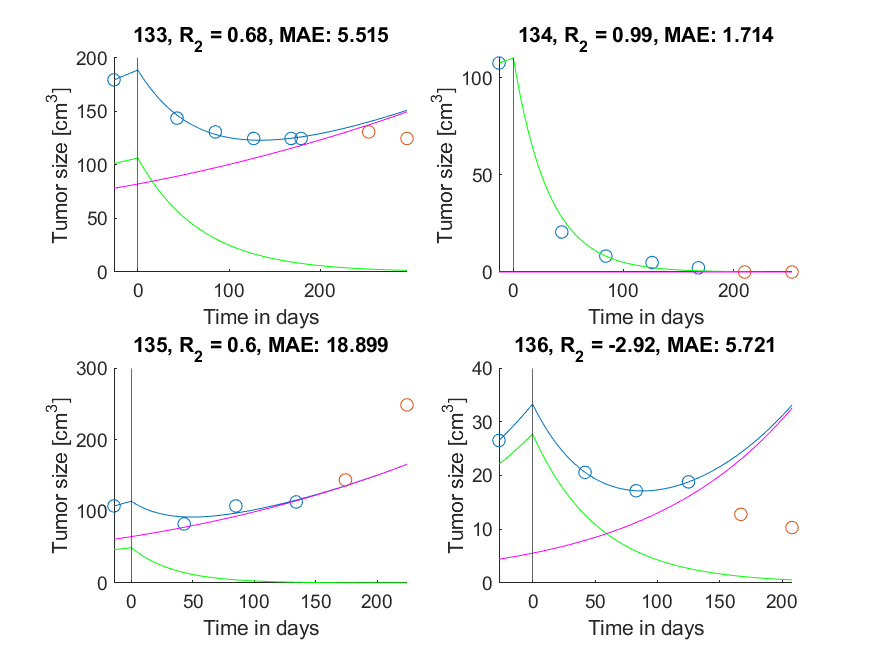 133, R₂ = 0.68, MAE: 5.515
Tumor size [cm³]
200
150
100
50
0
0 100 200
Time in days
134, R₂ = 0.99, MAE: 1.714
Tumor size [cm³]
100
50
0
0 100 200
Time in days
135, R₂ = 0.6, MAE: 18.899
Tumor size [cm³]
300
200
100
0
0 50 100 150 200
Time in days
136, R₂ = -2.92, MAE: 5.721
Tumor size [cm³]
40
30
20
10
0
0 50 100 150 200
Time in days